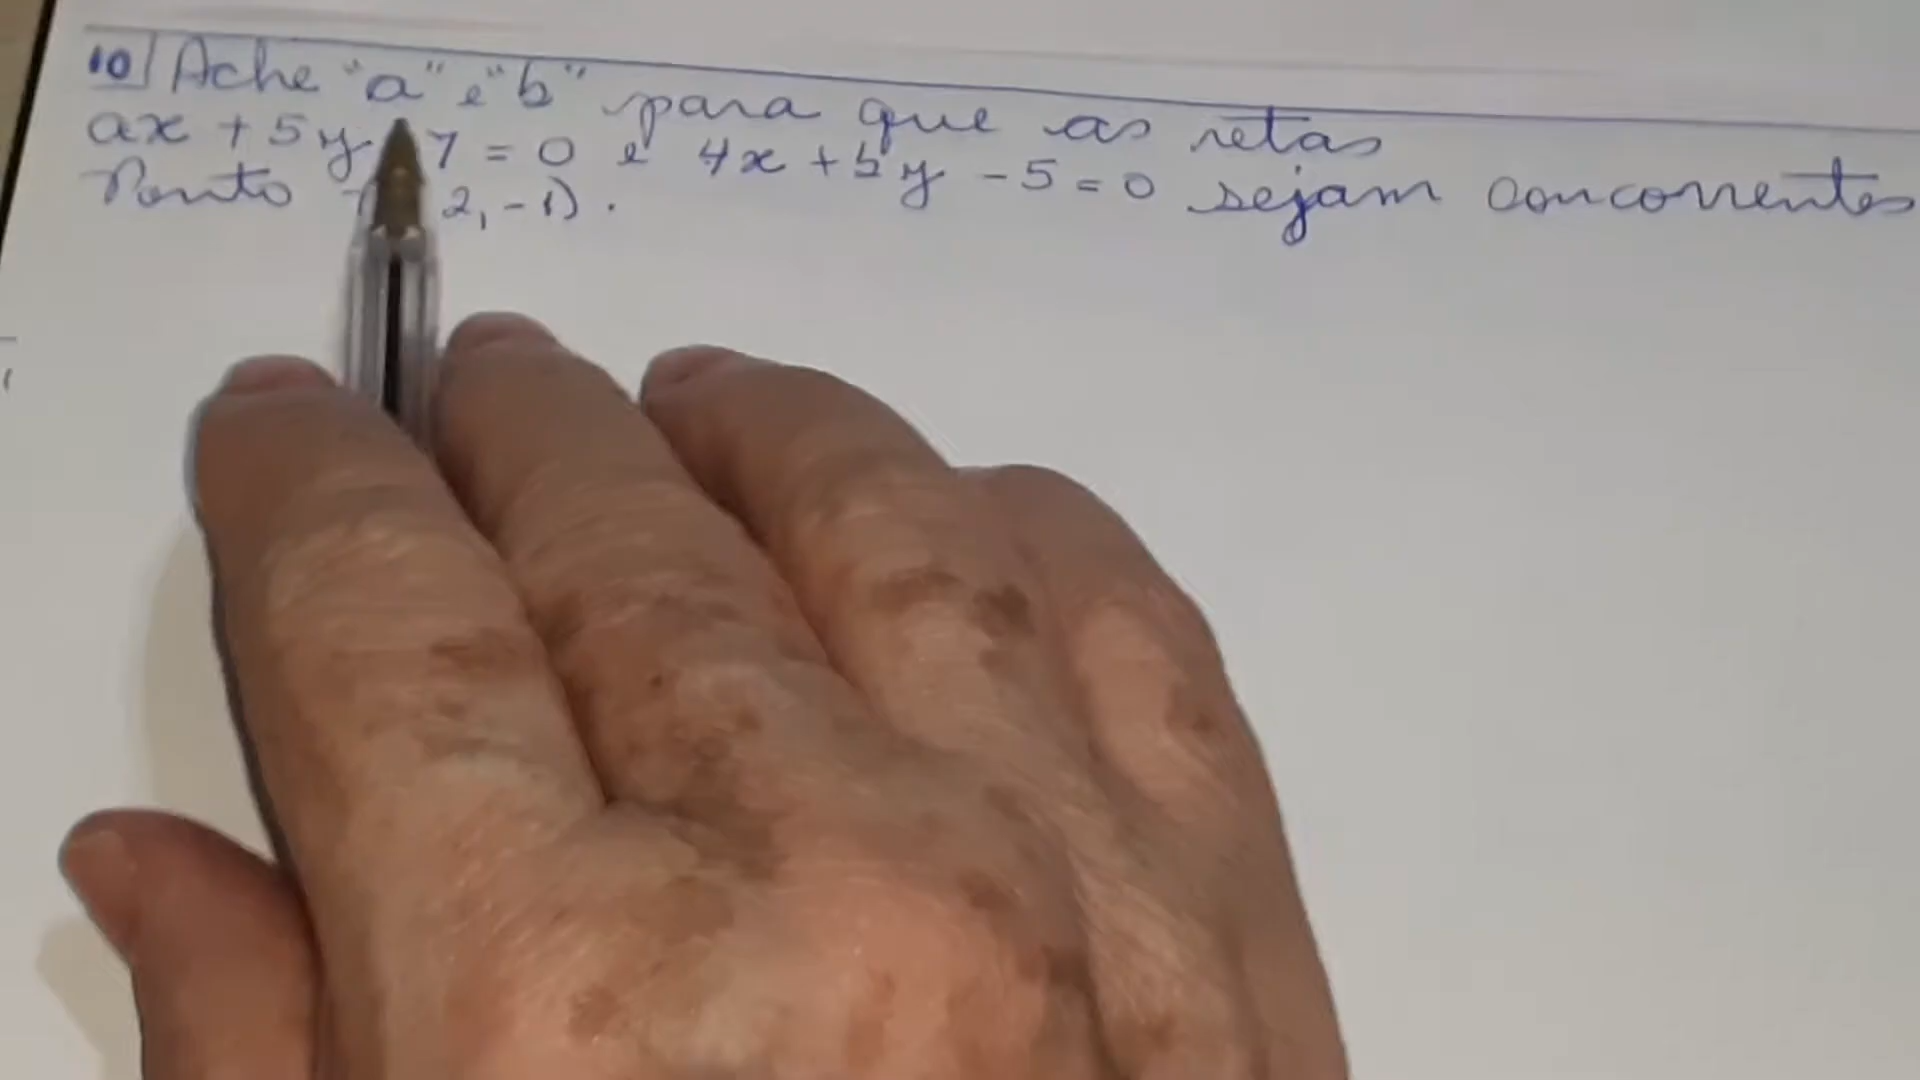 10 Ache "a" e "b" para que as retas
ax + 5y 7 = 0 e 4x + by - 5 = 0 sejam concorrentes
Ponto 2, -1).